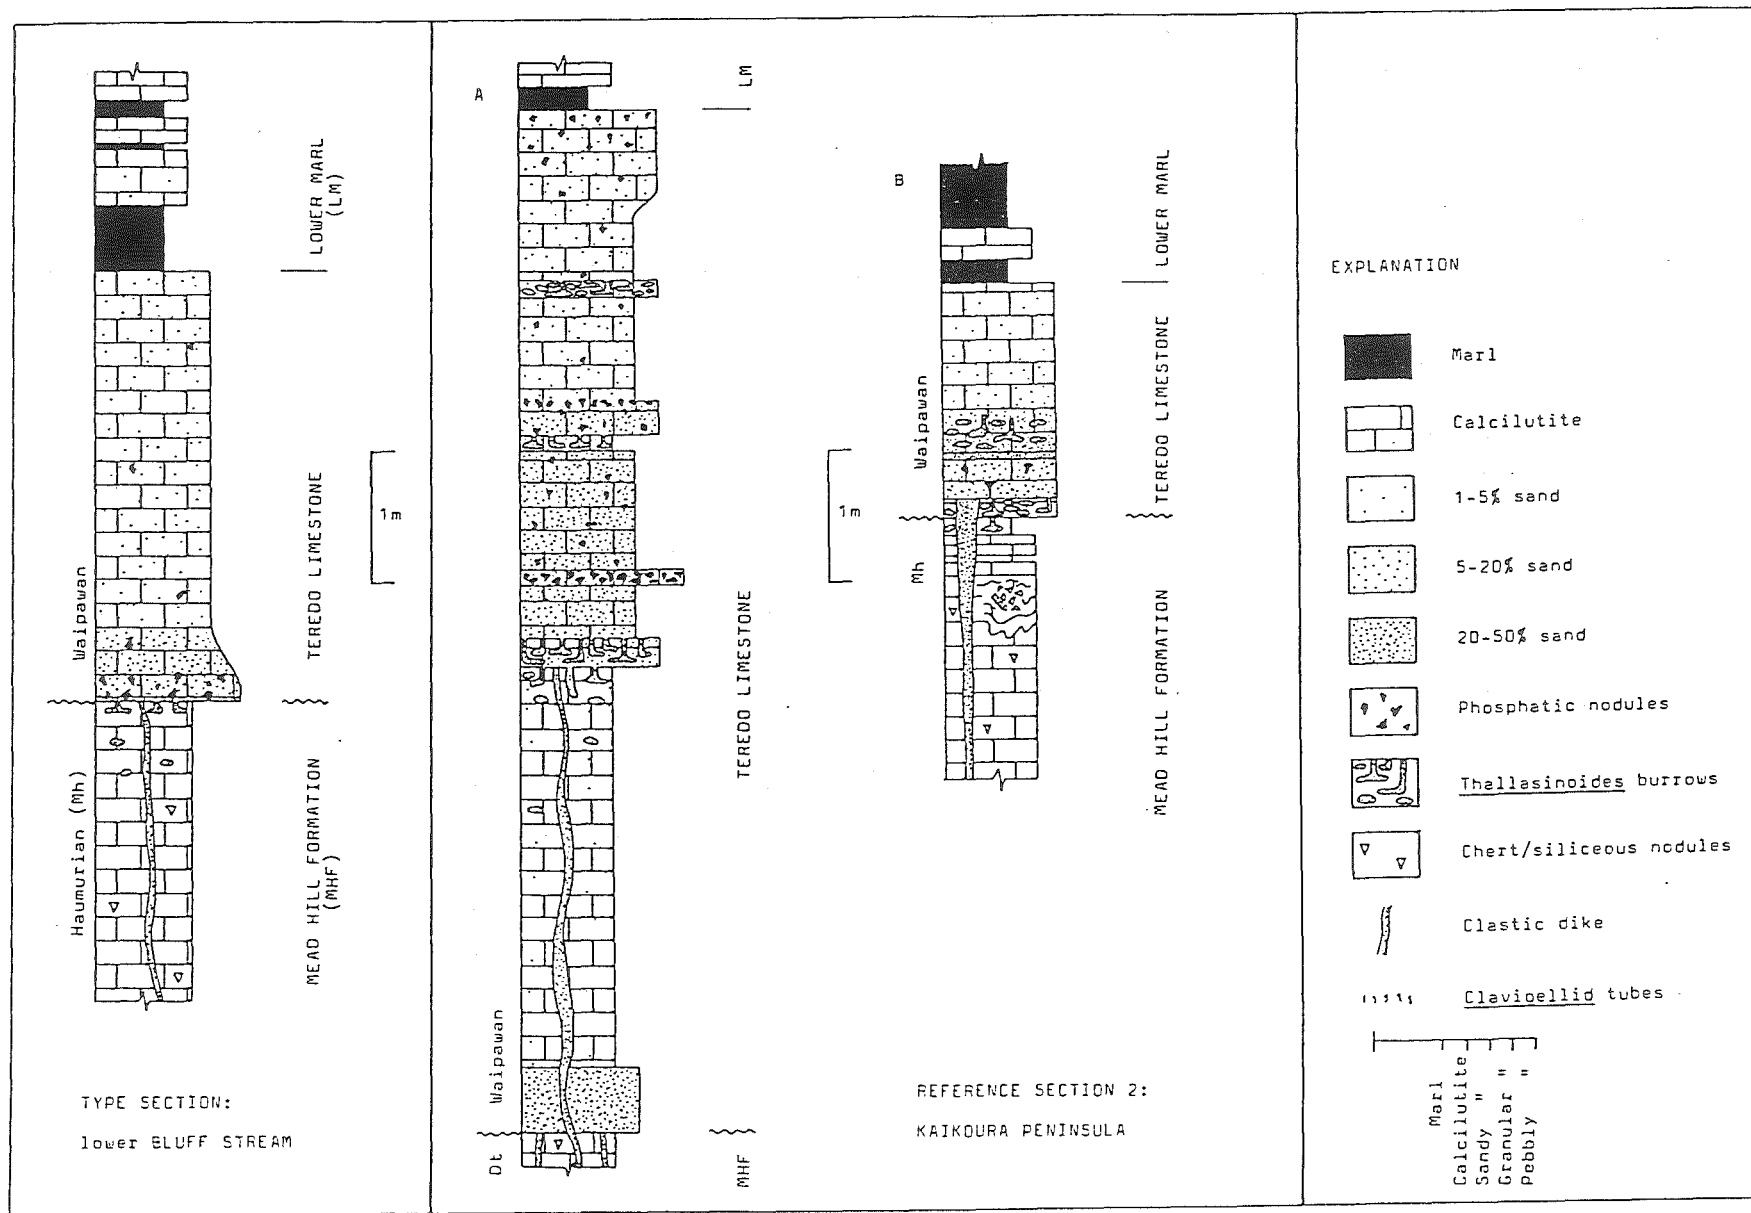 LOWER MARL
(LM)
TEREDO LIMESTONE
MEAD HILL FORMATION
(MHF)
Waipawan
Haumurian (Mh)
TYPE SECTION:
lower BLUFF STREAM
1m
A
LM
TEREDO LIMESTONE
MHF
Waipawan
Dt
1m
B
LOWER MARL
TEREDO LIMESTONE
MEAD HILL FORMATION
Waipawan
Mh
REFERENCE SECTION 2:
KAIKOURA PENINSULA
EXPLANATION
Marl
Calcilutite
1-5% sand
5-20% sand
20-50% sand
Phosphatic nodules
Thallasinoides burrows
Chert/siliceous nodules
Clastic dike
Clavipellid tubes
Marl
Calcilutite
Sandy "
Granular "
Pebbly "